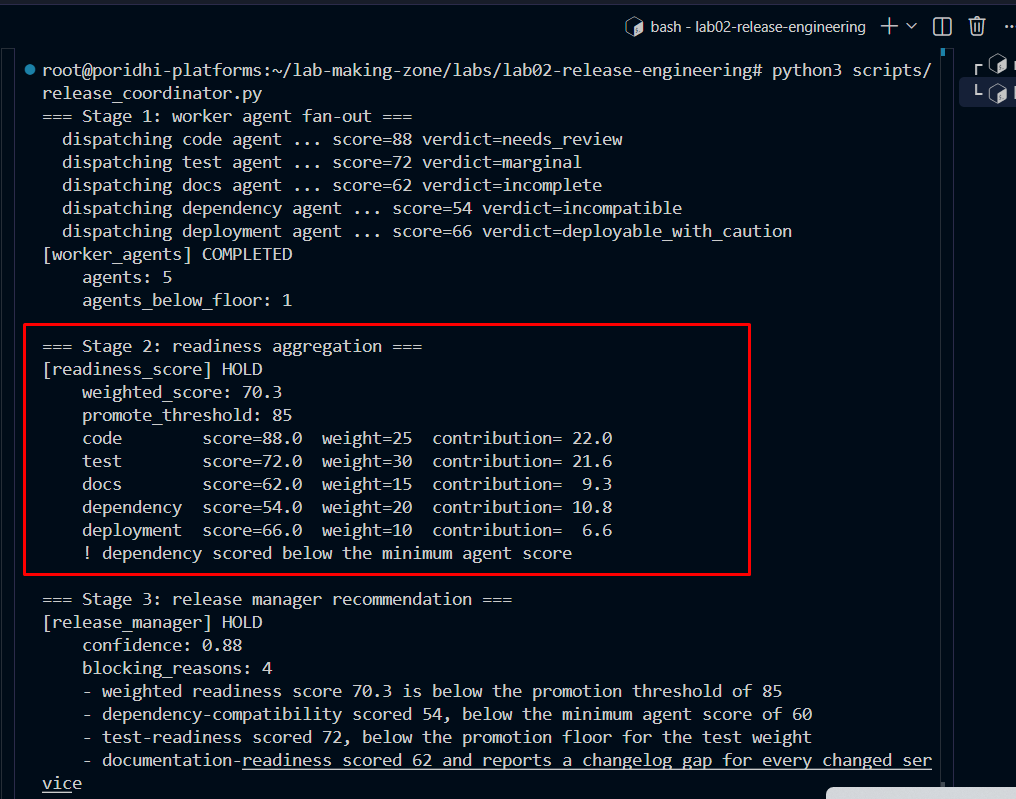 bash - lab02-release-engineering
root@poridhi-platforms:~/lab-making-zone/labs/lab02-release-engineering# python3 scripts/
release_coordinator.py
=== Stage 1: worker agent fan-out ===
dispatching code agent ... score=88 verdict=needs_review
dispatching test agent ... score=72 verdict=marginal
dispatching docs agent ... score=62 verdict=incomplete
dispatching dependency agent ... score=54 verdict=incompatible
dispatching deployment agent ... score=66 verdict=deployable_with_caution
[worker_agents] COMPLETED
agents: 5
agents_below_floor: 1
=== Stage 2: readiness aggregation ===
[readiness_score] HOLD
weighted_score: 70.3
promote_threshold: 85
code score=88.0 weight=25 contribution= 22.0
test score=72.0 weight=30 contribution= 21.6
docs score=62.0 weight=15 contribution= 9.3
dependency score=54.0 weight=20 contribution= 10.8
deployment score=66.0 weight=10 contribution= 6.6
! dependency scored below the minimum agent score
=== Stage 3: release manager recommendation ===
[release_manager] HOLD
confidence: 0.88
blocking_reasons: 4
- weighted readiness score 70.3 is below the promotion threshold of 85
- dependency-compatibility scored 54, below the minimum agent score of 60
- test-readiness scored 72, below the promotion floor for the test weight
- documentation-readiness scored 62 and reports a changelog gap for every changed ser
vice